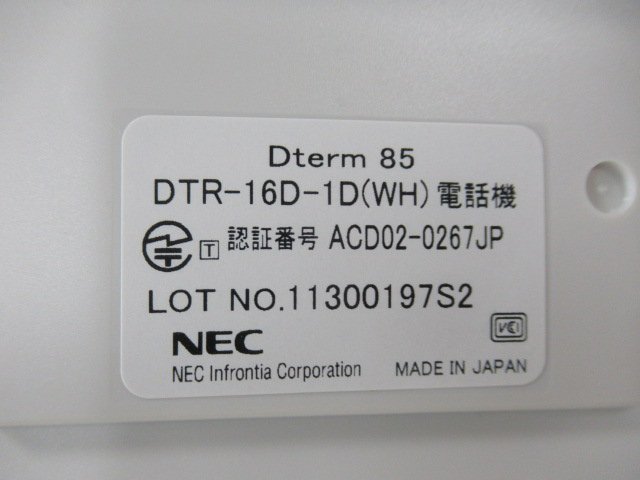 Dterm 85
DTR-16D-1D(WH) 電話機
T 認証番号 ACD02-0267JP
LOT NO.11300197S2
VCI
NEC
NEC Infrontia Corporation MADE IN JAPAN